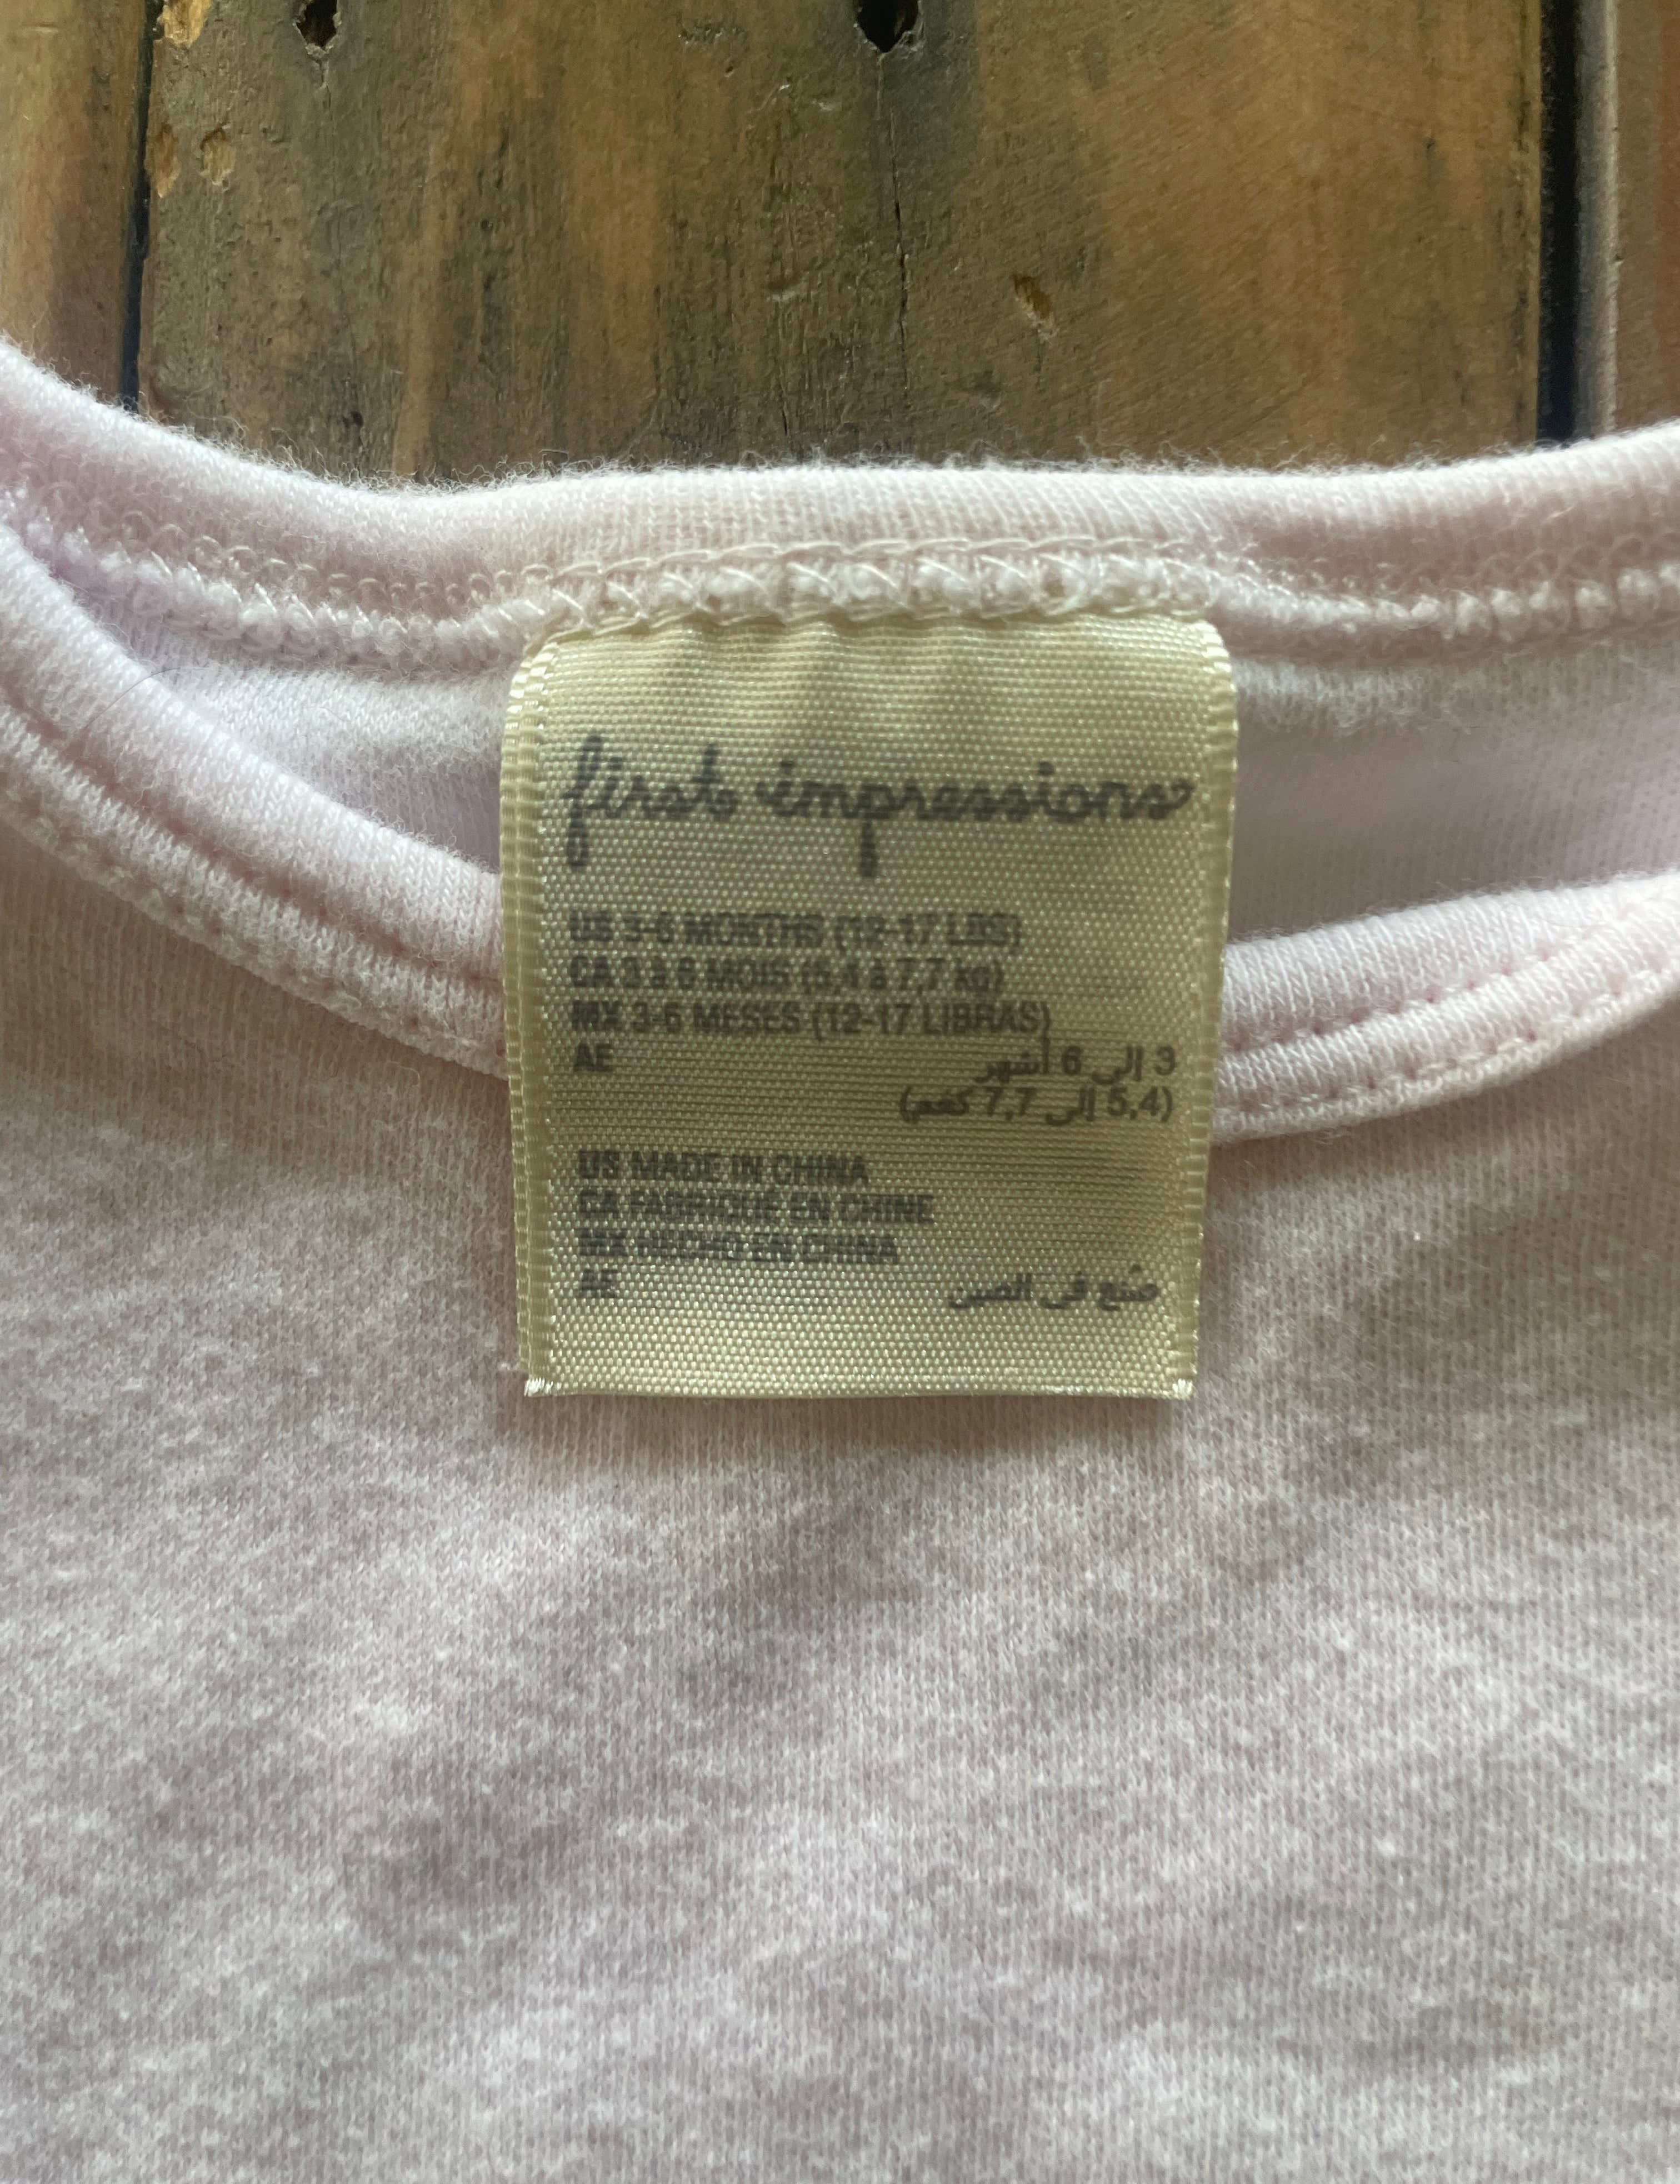 first impressions
US 3-6 MONTHS (12-17 LBS)
CA 3 à 6 MOIS (5,4 à 7,7 kg)
MX 3-6 MESES (12-17 LIBRAS)
AE 3 إلى 6 أشهر
(5,4 إلى 7,7 كغم)
US MADE IN CHINA
CA FABRIQUÉ EN CHINE
MX HECHO EN CHINA
AE صنع في الصين